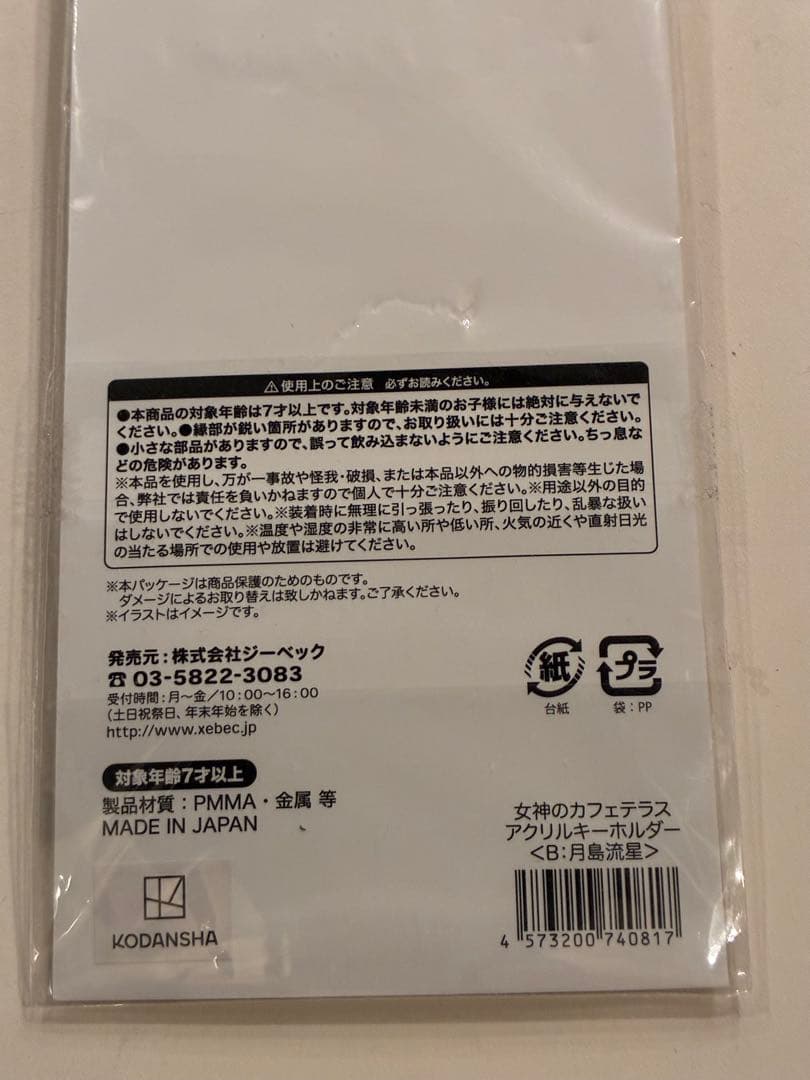 ⚠使用上のご注意 必ずお読みください。
●本商品の対象年齢は7才以上です。対象年齢未満のお子様には絶対に与えないで
ください。●縁部が鋭い箇所がありますので、お取り扱いには十分ご注意ください。
●小さな部品がありますので、誤って飲み込まないようにご注意ください。ちっ息な
どの危険があります。
※本品を使用し、万が一事故や怪我・破損、または本品以外への物的損害等生じた場
合、弊社では責任を負いかねますので個人で十分ご注意ください。※用途以外の目的
で使用しないでください。※装着時に無理に引っ張ったり、振り回したり、乱暴な扱い
はしないでください。※温度や湿度の非常に高い所や低い所、火気の近くや直射日光
の当たる場所での使用や放置は避けてください。
※本パッケージは商品保護のためのものです。
ダメージによるお取り替えは致しかねます。ご了承ください。
※イラストはイメージです。
発売元：株式会社ジーベック
☎03-5822-3083
受付時間：月〜金／10：00〜16：00
（土日祝祭日、年末年始を除く）
http://www.xebec.jp
紙
台紙
プラ
袋：PP
対象年齢7才以上
製品材質：PMMA・金属 等
MADE IN JAPAN
KODANSHA
女神のカフェテラス
アクリルキーホルダー
＜B：月島流星＞
4 573200 740817